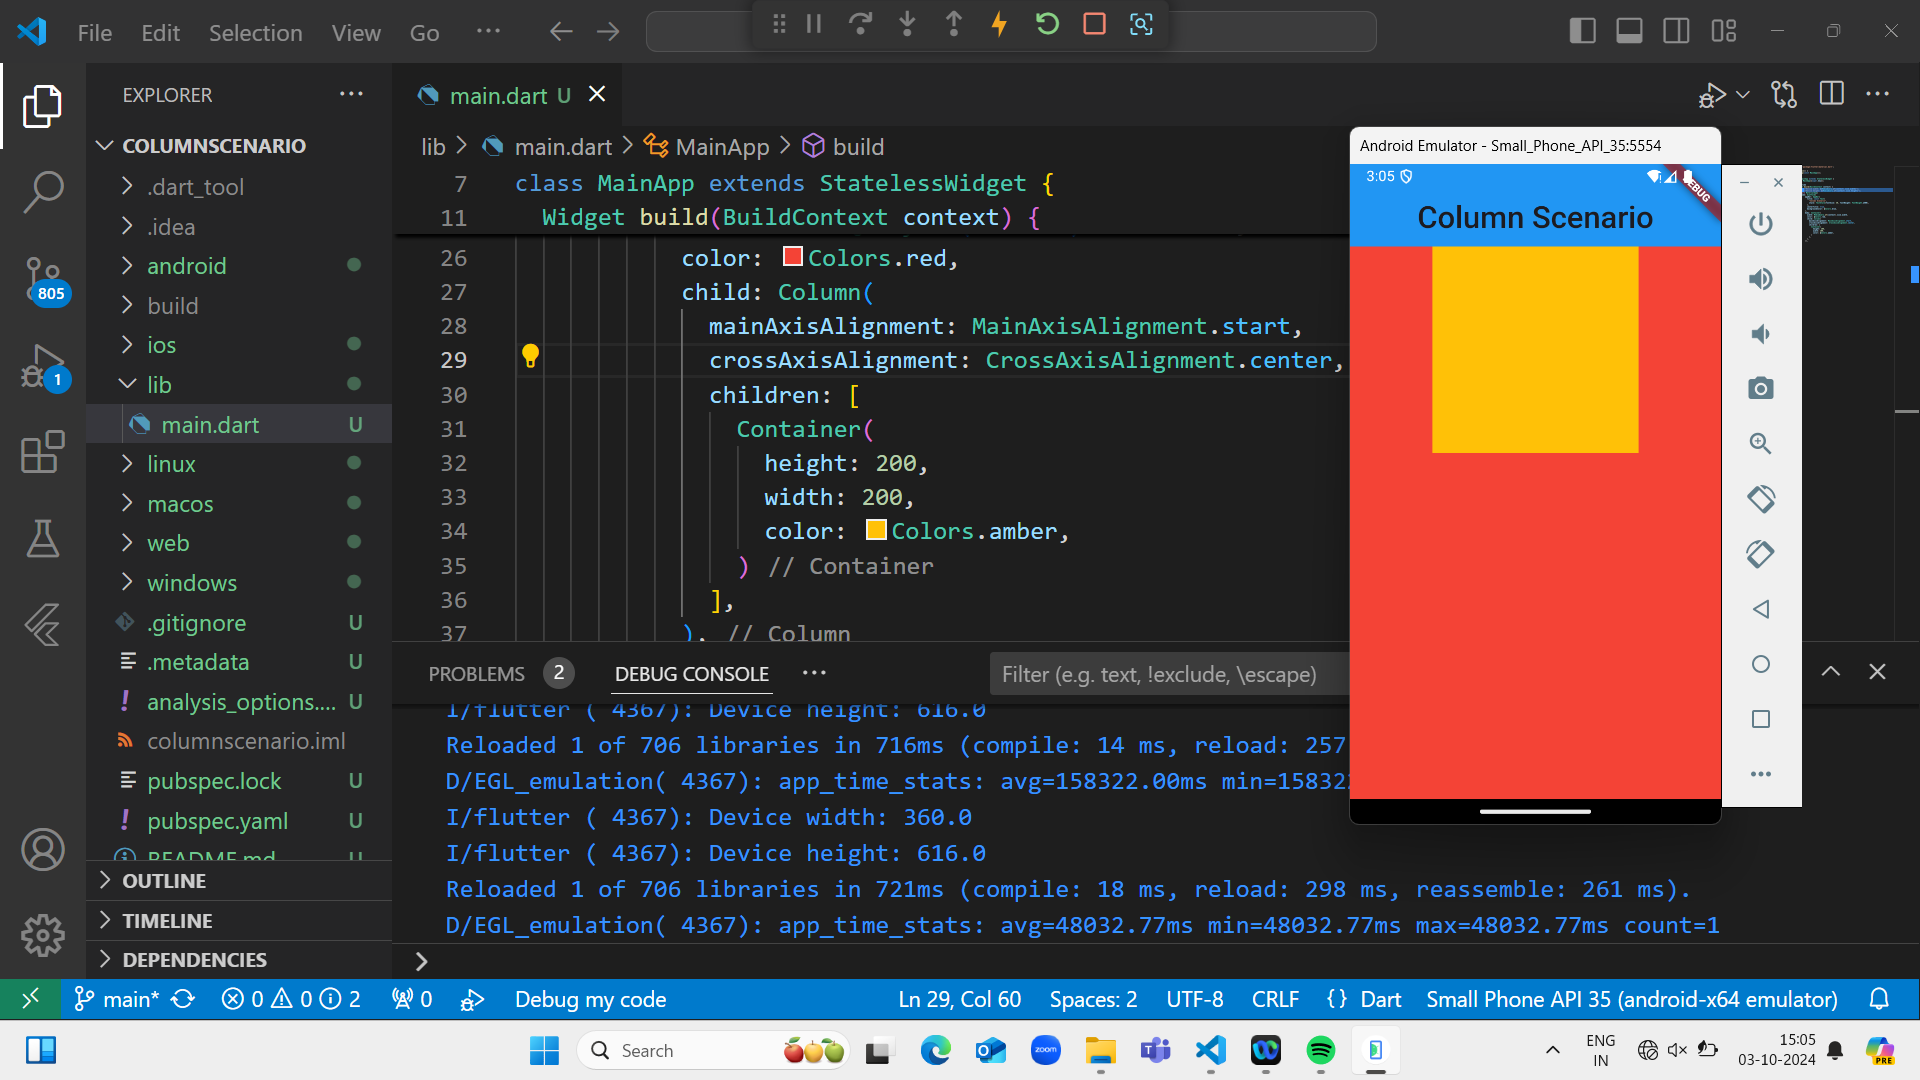 File Edit Selection View Go ···
EXPLORER ···
COLUMNSCENARIO
.dart_tool
.idea
android
build
ios
lib
main.dart U
linux
macos
web
windows
.gitignore U
.metadata U
analysis_options.... U
columnscenario.iml
pubspec.lock U
pubspec.yaml U
README.md U
OUTLINE
TIMELINE
DEPENDENCIES
805
1
main.dart U
lib > main.dart > MainApp > build
7 class MainApp extends StatelessWidget {
11 Widget build(BuildContext context) {
26 color: Colors.red,
27 child: Column(
28 mainAxisAlignment: MainAxisAlignment.start,
29 crossAxisAlignment: CrossAxisAlignment.center,
30 children: [
31 Container(
32 height: 200,
33 width: 200,
34 color: Colors.amber,
35 ) // Container
36 ],
37 ), // Column
PROBLEMS 2 DEBUG CONSOLE ··· Filter (e.g. text, !exclude, \escape)
I/flutter ( 4367): Device height: 616.0
Reloaded 1 of 706 libraries in 716ms (compile: 14 ms, reload: 257
D/EGL_emulation( 4367): app_time_stats: avg=158322.00ms min=15832
I/flutter ( 4367): Device width: 360.0
I/flutter ( 4367): Device height: 616.0
Reloaded 1 of 706 libraries in 721ms (compile: 18 ms, reload: 298 ms, reassemble: 261 ms).
D/EGL_emulation( 4367): app_time_stats: avg=48032.77ms min=48032.77ms max=48032.77ms count=1
Android Emulator - Small_Phone_API_35:5554
3:05
DEBUG
Column Scenario
main* 0 0 2 0 Debug my code Ln 29, Col 60 Spaces: 2 UTF-8 CRLF {} Dart Small Phone API 35 (android-x64 emulator)
Search
zoom
ENG
IN
15:05
03-10-2024
PRE